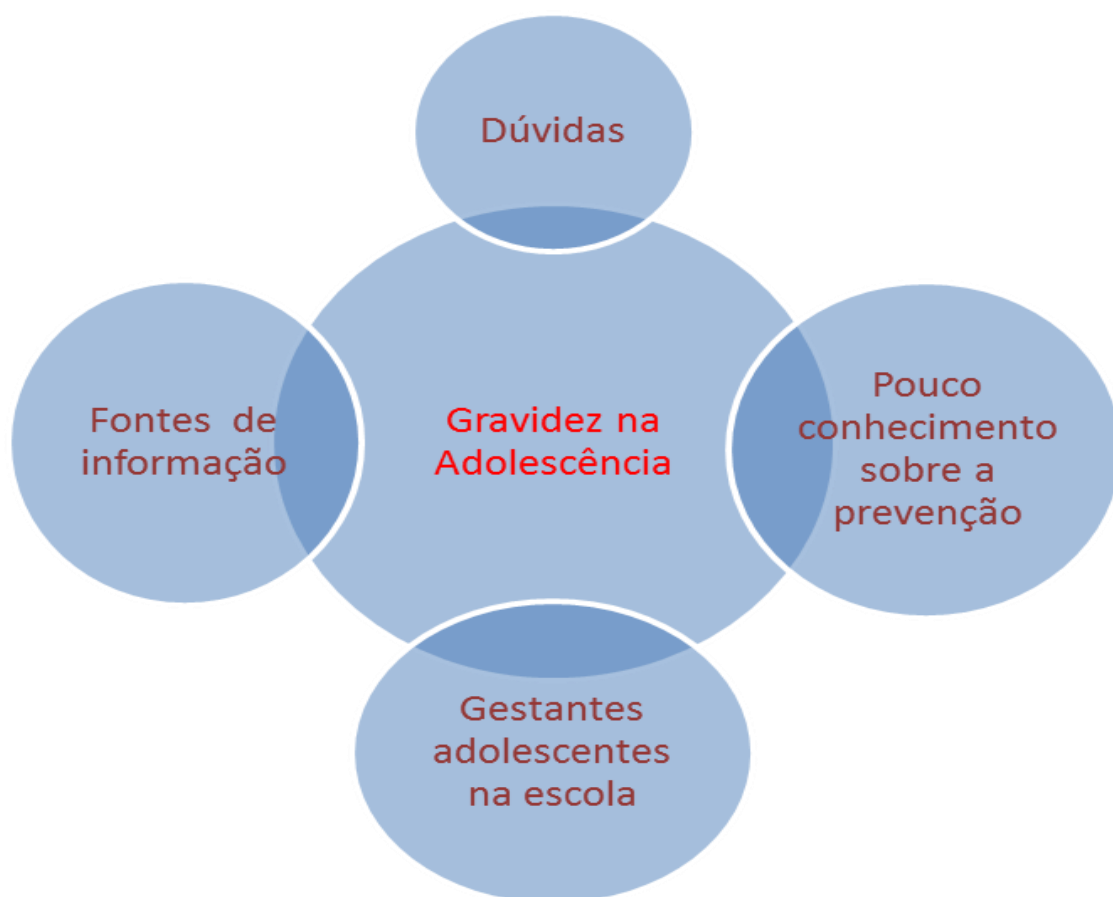 Dúvidas
Fontes de
informação
Gravidez na
Adolescência
Pouco
conhecimento
sobre a
prevenção
Gestantes
adolescentes
na escola